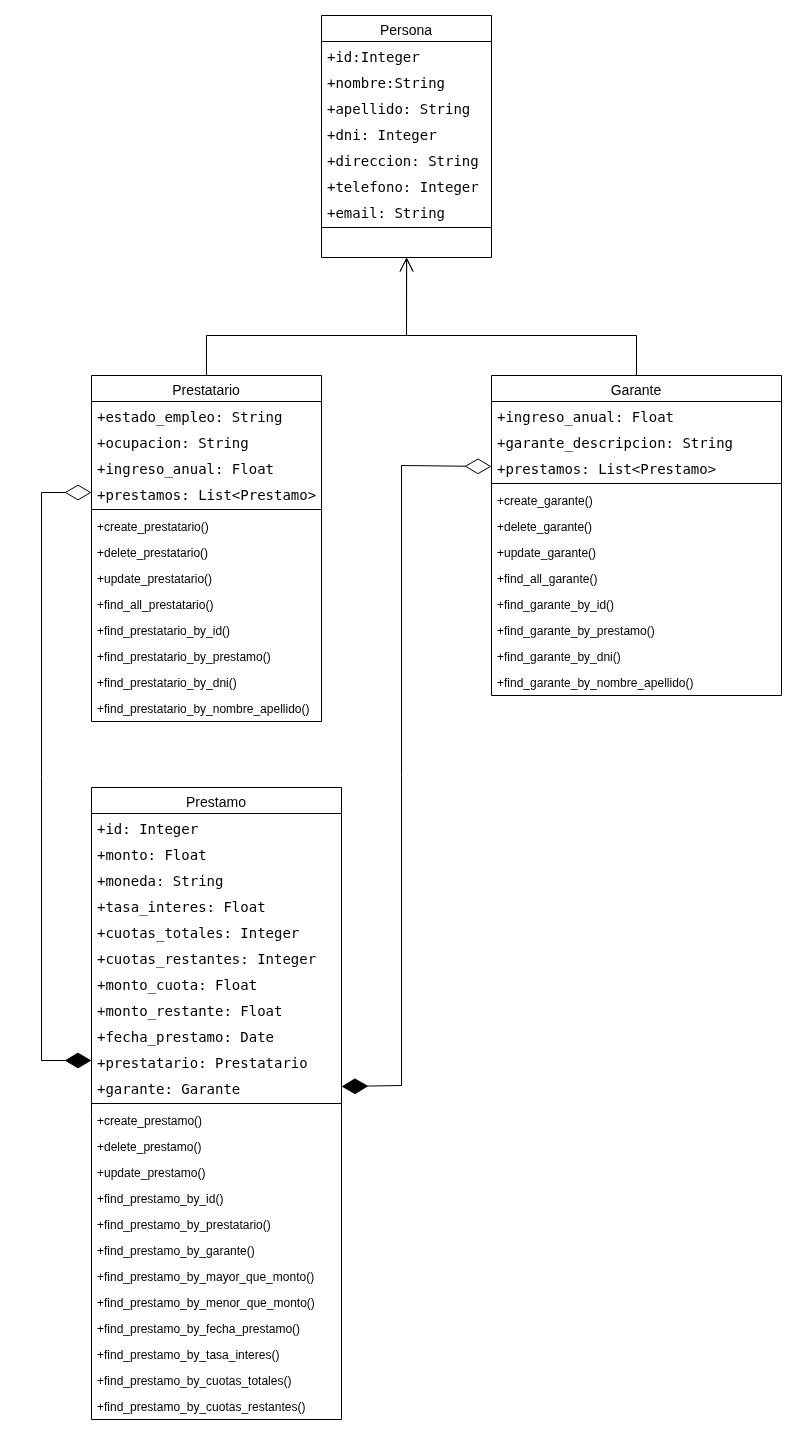 Persona
+id:Integer
+nombre:String
+apellido: String
+dni: Integer
+direccion: String
+telefono: Integer
+email: String
Prestatario
+estado_empleo: String
+ocupacion: String
+ingreso_anual: Float
+prestamos: List<Prestamo>
+create_prestatario()
+delete_prestatario()
+update_prestatario()
+find_all_prestatario()
+find_prestatario_by_id()
+find_prestatario_by_prestamo()
+find_prestatario_by_dni()
+find_prestatario_by_nombre_apellido()
Garante
+ingreso_anual: Float
+garante_descripcion: String
+prestamos: List<Prestamo>
+create_garante()
+delete_garante()
+update_garante()
+find_all_garante()
+find_garante_by_id()
+find_garante_by_prestamo()
+find_garante_by_dni()
+find_garante_by_nombre_apellido()
Prestamo
+id: Integer
+monto: Float
+moneda: String
+tasa_interes: Float
+cuotas_totales: Integer
+cuotas_restantes: Integer
+monto_cuota: Float
+monto_restante: Float
+fecha_prestamo: Date
+prestatario: Prestatario
+garante: Garante
+create_prestamo()
+delete_prestamo()
+update_prestamo()
+find_prestamo_by_id()
+find_prestamo_by_prestatario()
+find_prestamo_by_garante()
+find_prestamo_by_mayor_que_monto()
+find_prestamo_by_menor_que_monto()
+find_prestamo_by_fecha_prestamo()
+find_prestamo_by_tasa_interes()
+find_prestamo_by_cuotas_totales()
+find_prestamo_by_cuotas_restantes()